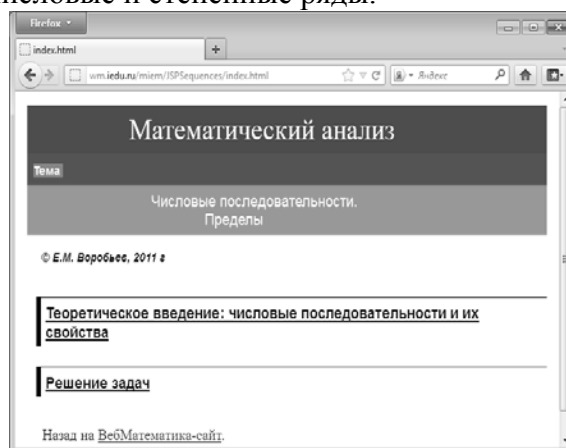 числовые и степенные ряды.
Firefox
index.html
wm.iedu.ru/miem/JSPSequences/index.html
Яндекс
Математический анализ
Тема
Числовые последовательности.
Пределы
© Е.М. Воробьев, 2011 г
Теоретическое введение: числовые последовательности и их
свойства
Решение задач
Назад на ВебМатематика-сайт.